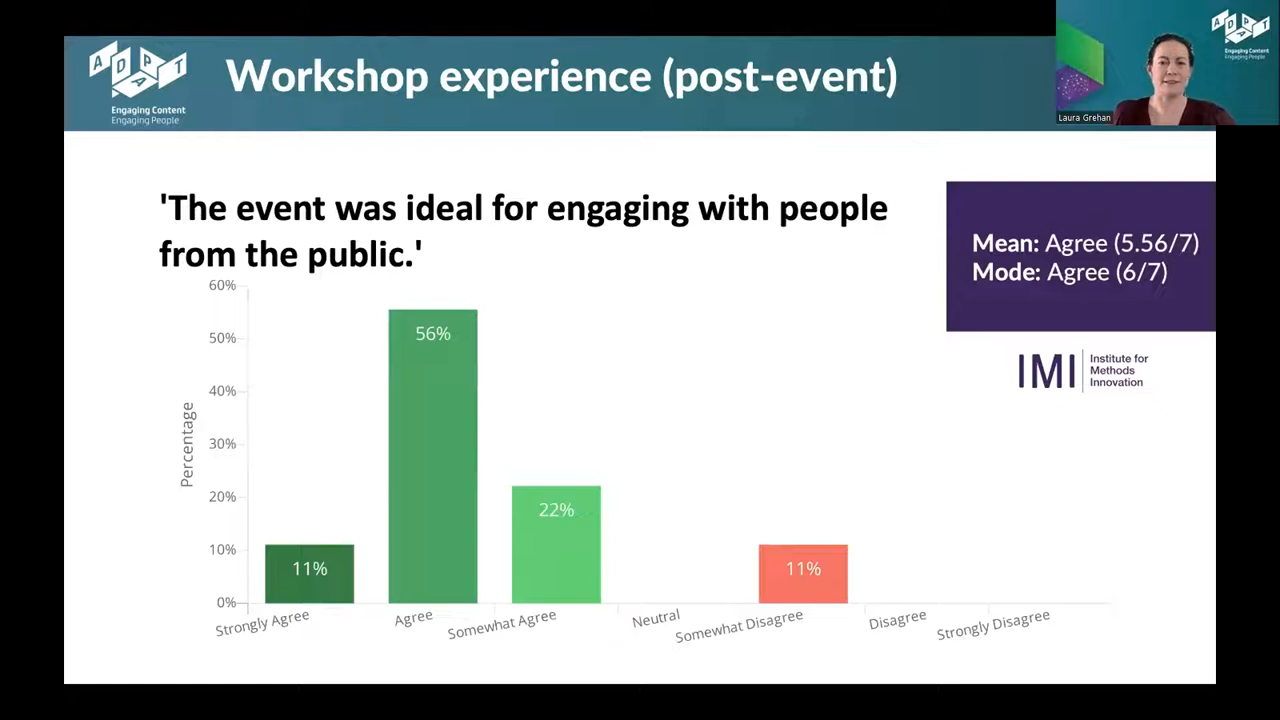 ADAPT
Engaging Content
Engaging People
Workshop experience (post-event)
ADAPT
Engaging Content
Engaging People
Laura Grehan
'The event was ideal for engaging with people
from the public.'
Mean: Agree (5.56/7)
Mode: Agree (6/7)
IMI
Institute for
Methods
Innovation
Percentage
60%
50%
40%
30%
20%
10%
0%
11%
56%
22%
11%
Strongly Agree
Agree
Somewhat Agree
Neutral
Somewhat Disagree
Disagree
Strongly Disagree